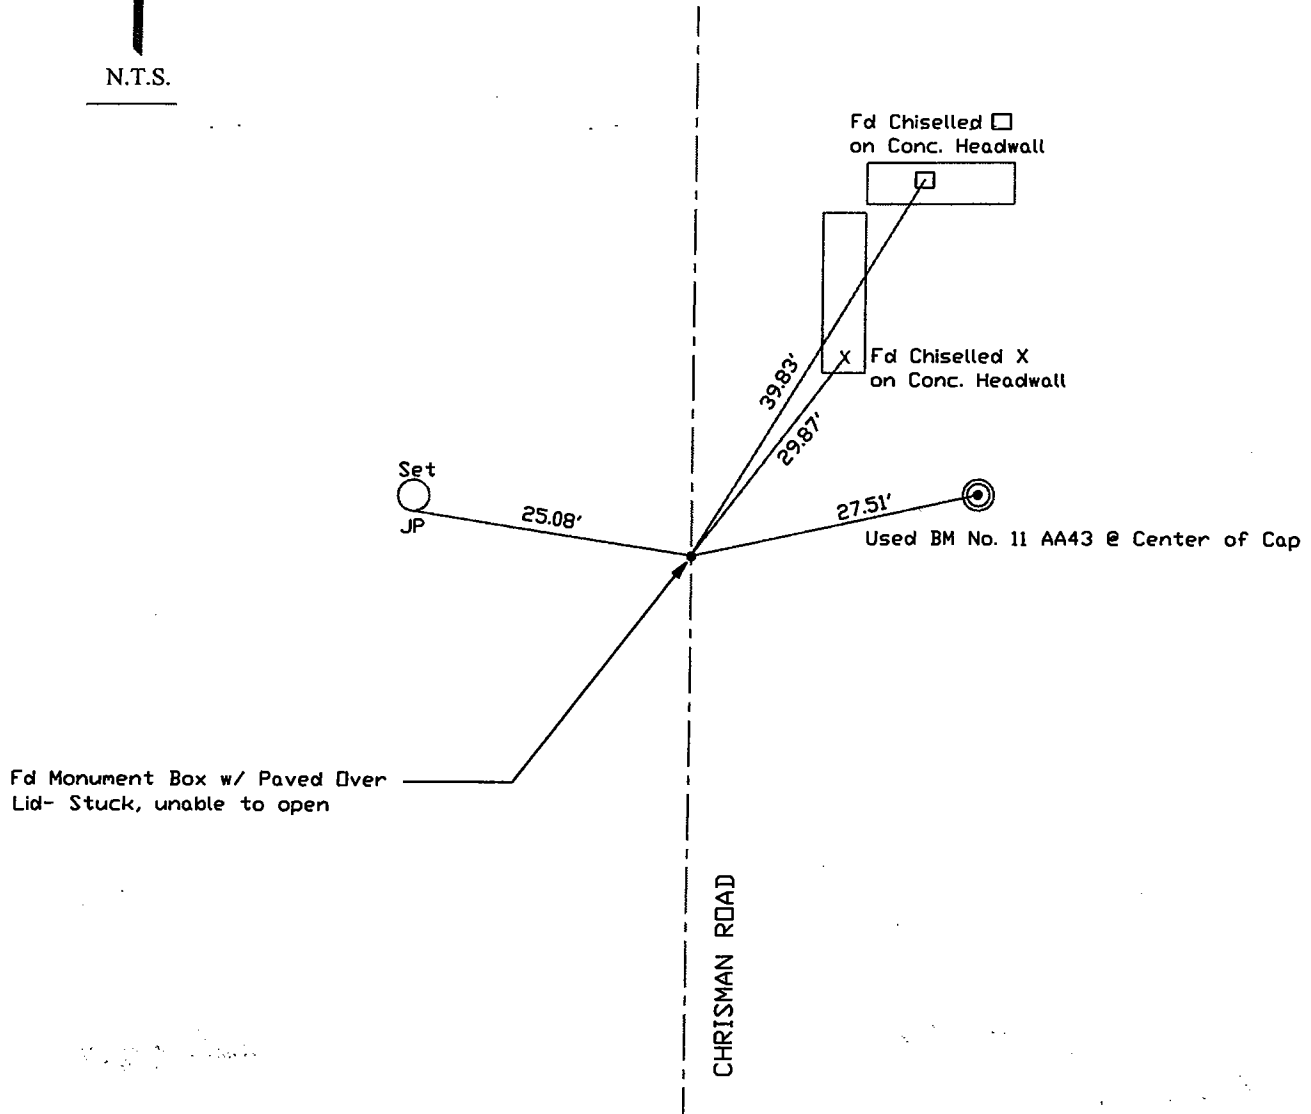 N.T.S.
Fd Chiselled □
on Conc. Headwall
X
Fd Chiselled X
on Conc. Headwall
39.83'
29.87'
Set
JP
25.08'
27.51'
Used BM No. 11 AA43 @ Center of Cap
Fd Monument Box w/ Paved Over
Lid- Stuck, unable to open
CHRISMAN ROAD